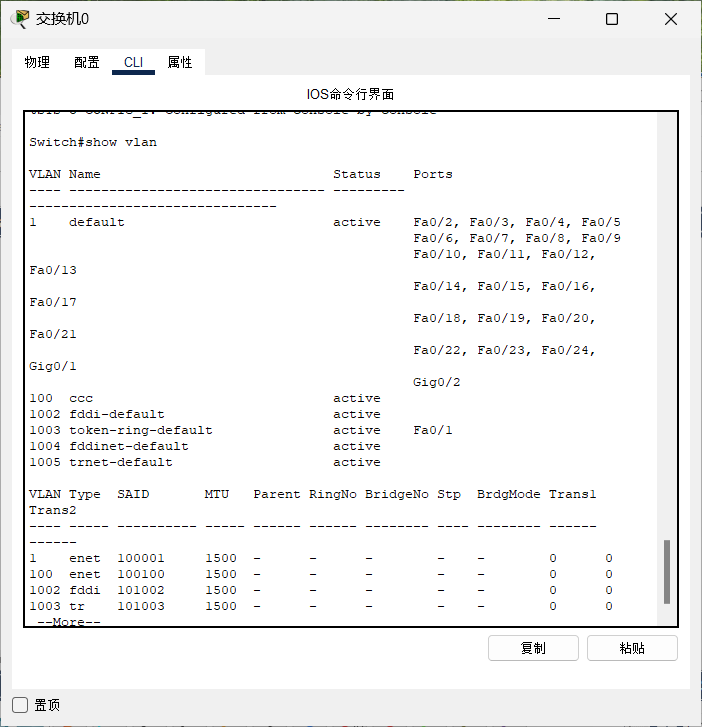 交换机0
物理 配置 CLI 属性
IOS命令行界面
Switch#show vlan
VLAN Name Status Ports
---- -------------------------------- ---------
-------------------------------
1 default active Fa0/2, Fa0/3, Fa0/4, Fa0/5
Fa0/6, Fa0/7, Fa0/8, Fa0/9
Fa0/10, Fa0/11, Fa0/12,
Fa0/13
Fa0/14, Fa0/15, Fa0/16,
Fa0/17
Fa0/18, Fa0/19, Fa0/20,
Fa0/21
Fa0/22, Fa0/23, Fa0/24,
Gig0/1
Gig0/2
100 ccc active
1002 fddi-default active
1003 token-ring-default active Fa0/1
1004 fddinet-default active
1005 trnet-default active
VLAN Type SAID MTU Parent RingNo BridgeNo Stp BrdgMode Trans1
Trans2
---- ----- ---------- ----- ------ ------ -------- ---- -------- ------
------
1 enet 100001 1500 - - - - - 0 0
100 enet 100100 1500 - - - - - 0 0
1002 fddi 101002 1500 - - - - - 0 0
1003 tr 101003 1500 - - - - - 0 0
--More--
复制 粘贴
置顶